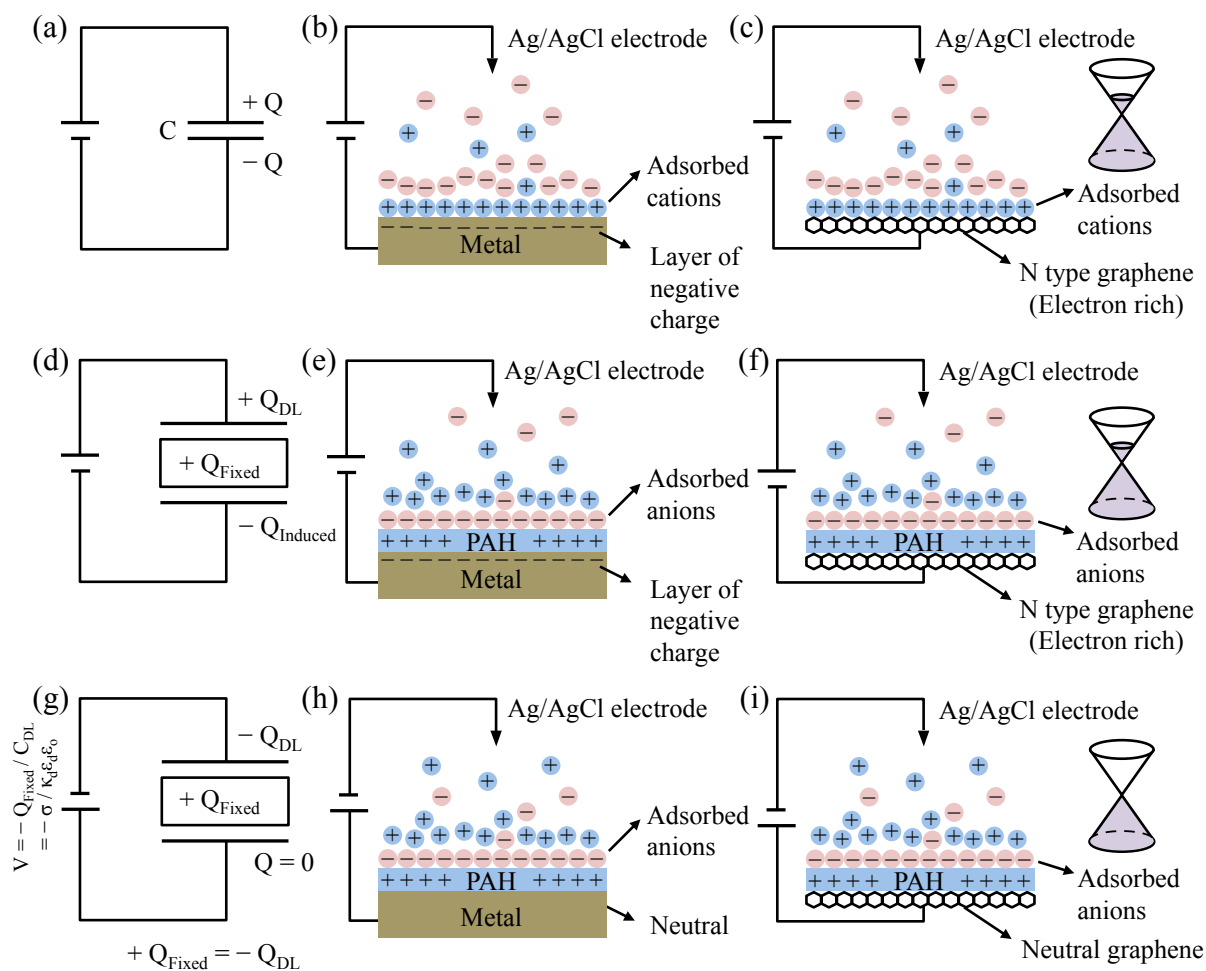 (a)
+ Q
C
− Q
(b)
Ag/AgCl electrode
Adsorbed
cations
Metal
Layer of
negative
charge
(c)
Ag/AgCl electrode
Adsorbed
cations
N type graphene
(Electron rich)
(d)
+ Q_DL
+ Q_Fixed
− Q_Induced
(e)
Ag/AgCl electrode
Adsorbed
anions
+ + + + PAH + + + +
Metal
Layer of
negative
charge
(f)
Ag/AgCl electrode
+ + + + PAH + + + +
Adsorbed
anions
N type graphene
(Electron rich)
(g)
V = − Q_Fixed / C_DL
= − σ / κ_d ε_d ε_o
− Q_DL
+ Q_Fixed
Q = 0
+ Q_Fixed = − Q_DL
(h)
Ag/AgCl electrode
Adsorbed
anions
+ + + + PAH + + + +
Metal
Neutral
(i)
Ag/AgCl electrode
+ + + + PAH + + + +
Adsorbed
anions
Neutral graphene